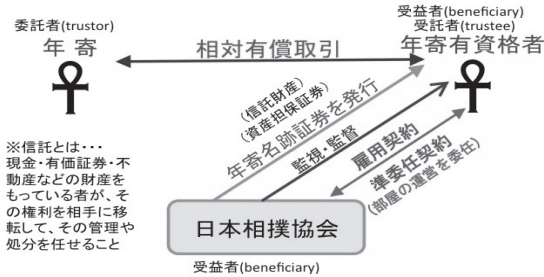 委託者(trustor)
年寄
相対有償取引
受益者(beneficiary)
受託者(trustee)
年寄有資格者
(信託財産)
(資産担保証券)
年寄名跡証券を発行
監視・監督
雇用契約
準委任契約
(部屋の運営を委任)
※信託とは・・・
現金・有価証券・不
動産などの財産を
もっている者が、そ
の権利を相手に移
転して、その管理や
処分を任せること
日本相撲協会
受益者(beneficiary)